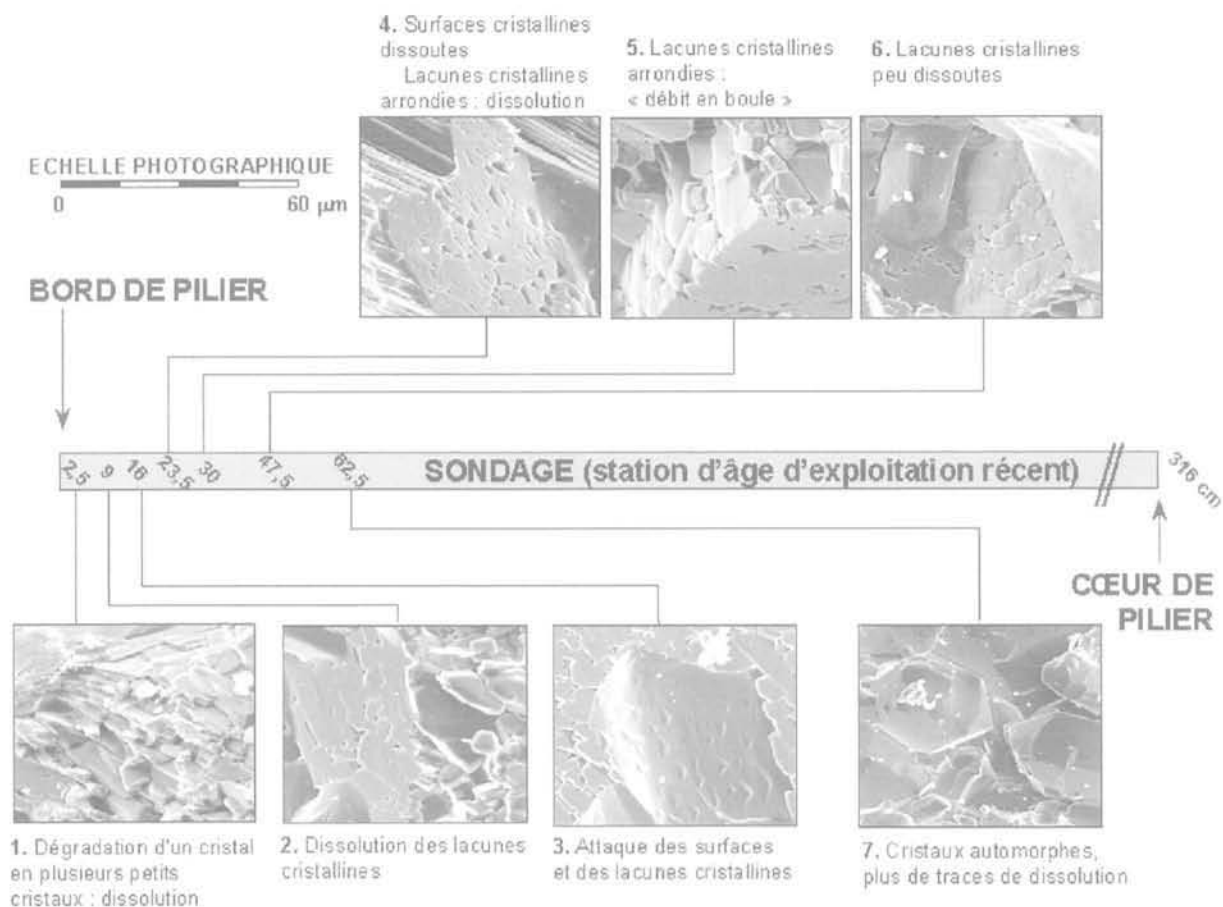 4. Surfaces cristallines
dissoutes
Lacunes cristallines
arrondies : dissolution
5. Lacunes cristallines
arrondies :
« débit en boule »
6. Lacunes cristallines
peu dissoutes
ECHELLE PHOTOGRAPHIQUE
0 60 µm
BORD DE PILIER
2,5 9 16 23,5 30 47,5 62,5 SONDAGE (station d'âge d'exploitation récent) 316 cm
CŒUR DE
PILIER
1. Dégradation d'un cristal
en plusieurs petits
cristaux : dissolution
2. Dissolution des lacunes
cristallines
3. Attaque des surfaces
et des lacunes cristallines
7. Cristaux automorphes,
plus de traces de dissolution